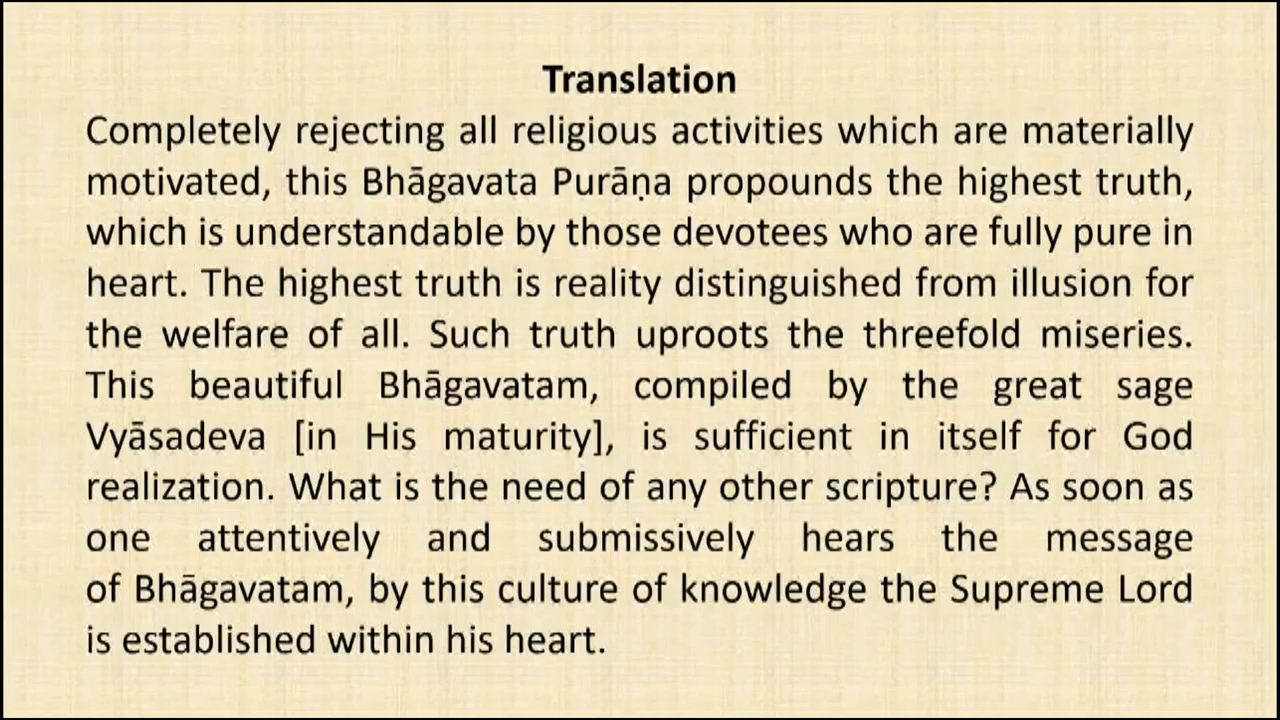 Translation
Completely rejecting all religious activities which are materially
motivated, this Bhāgavata Purāṇa propounds the highest truth,
which is understandable by those devotees who are fully pure in
heart. The highest truth is reality distinguished from illusion for
the welfare of all. Such truth uproots the threefold miseries.
This beautiful Bhāgavatam, compiled by the great sage
Vyāsadeva [in His maturity], is sufficient in itself for God
realization. What is the need of any other scripture? As soon as
one attentively and submissively hears the message
of Bhāgavatam, by this culture of knowledge the Supreme Lord
is established within his heart.